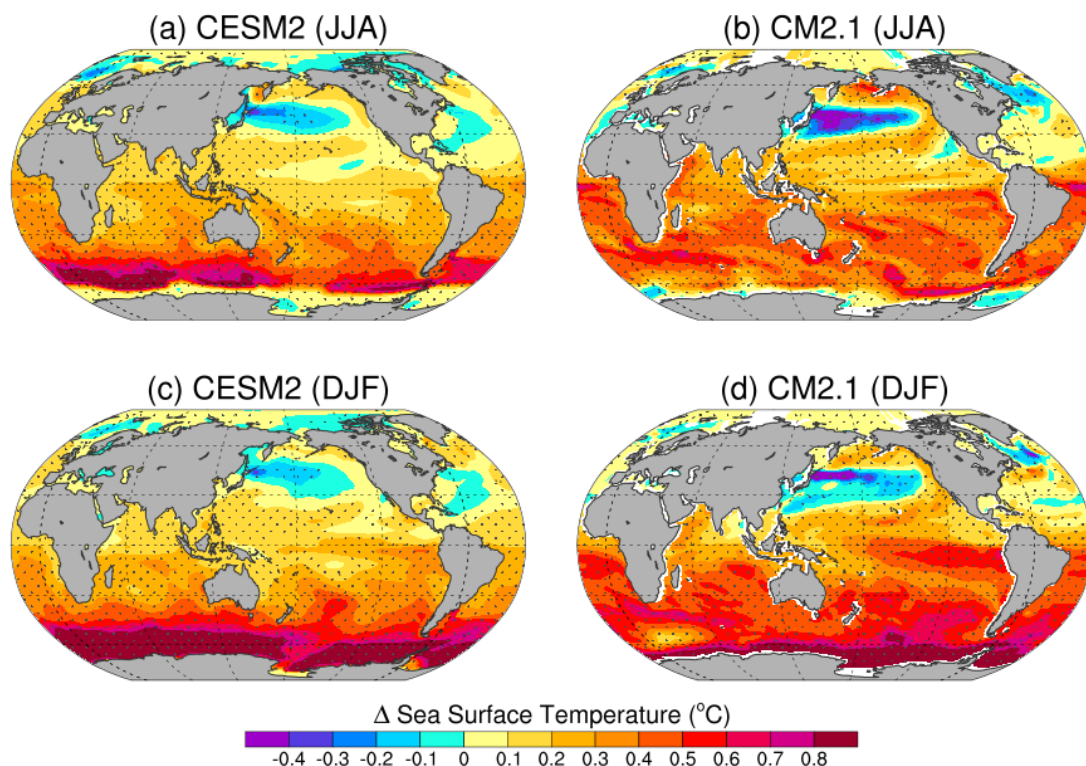 (a) CESM2 (JJA)
(b) CM2.1 (JJA)
(c) CESM2 (DJF)
(d) CM2.1 (DJF)
Δ Sea Surface Temperature (°C)
-0.4 -0.3 -0.2 -0.1 0 0.1 0.2 0.3 0.4 0.5 0.6 0.7 0.8